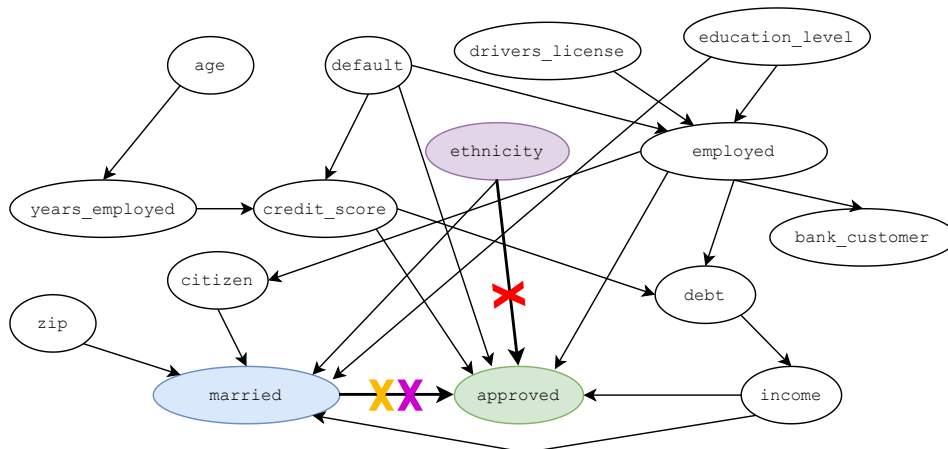 education_level
drivers_license
age
default
ethnicity
employed
years_employed
credit_score
bank_customer
citizen
debt
zip
married
X X
approved
income
X